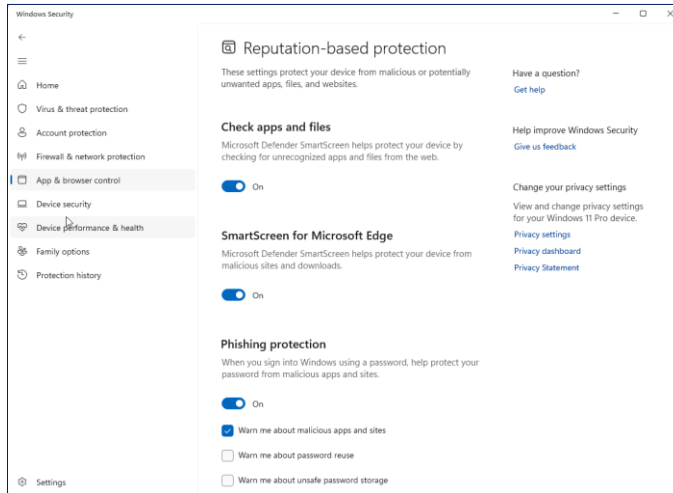 Windows Security
Home
Virus & threat protection
Account protection
Firewall & network protection
App & browser control
Device security
Device performance & health
Family options
Protection history
Settings
Reputation-based protection
These settings protect your device from malicious or potentially
unwanted apps, files, and websites.
Check apps and files
Microsoft Defender SmartScreen helps protect your device by
checking for unrecognized apps and files from the web.
On
SmartScreen for Microsoft Edge
Microsoft Defender SmartScreen helps protect your device from
malicious sites and downloads.
On
Phishing protection
When you sign into Windows using a password, help protect your
password from malicious apps and sites.
On
Warn me about malicious apps and sites
Warn me about password reuse
Warn me about unsafe password storage
Have a question?
Get help
Help improve Windows Security
Give us feedback
Change your privacy settings
View and change privacy settings
for your Windows 11 Pro device.
Privacy settings
Privacy dashboard
Privacy Statement